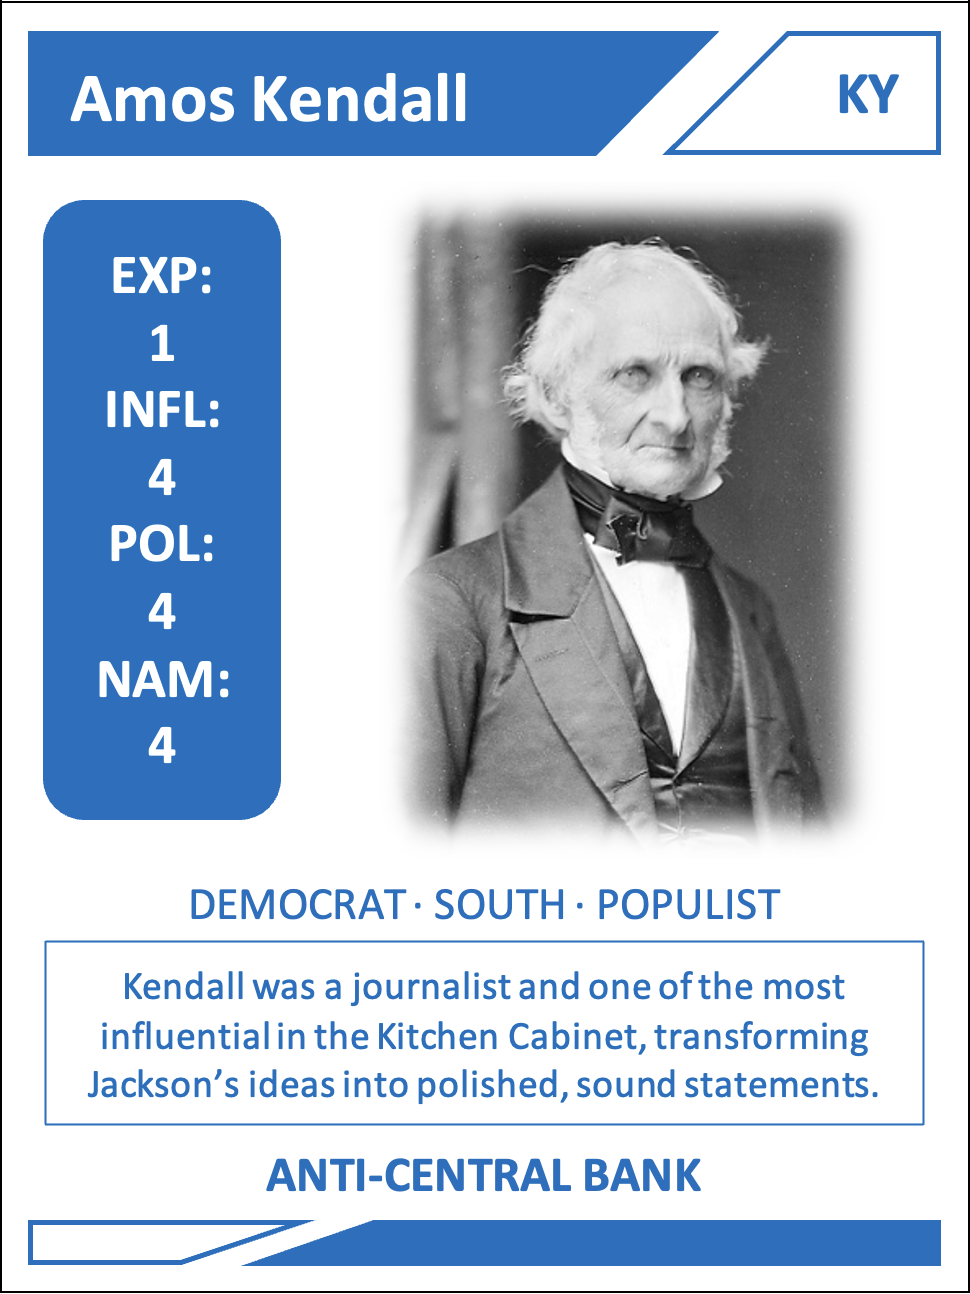 Amos Kendall
KY
EXP:
1
INFL:
4
POL:
4
NAM:
4
DEMOCRAT · SOUTH · POPULIST
Kendall was a journalist and one of the most
influential in the Kitchen Cabinet, transforming
Jackson’s ideas into polished, sound statements.
ANTI-CENTRAL BANK